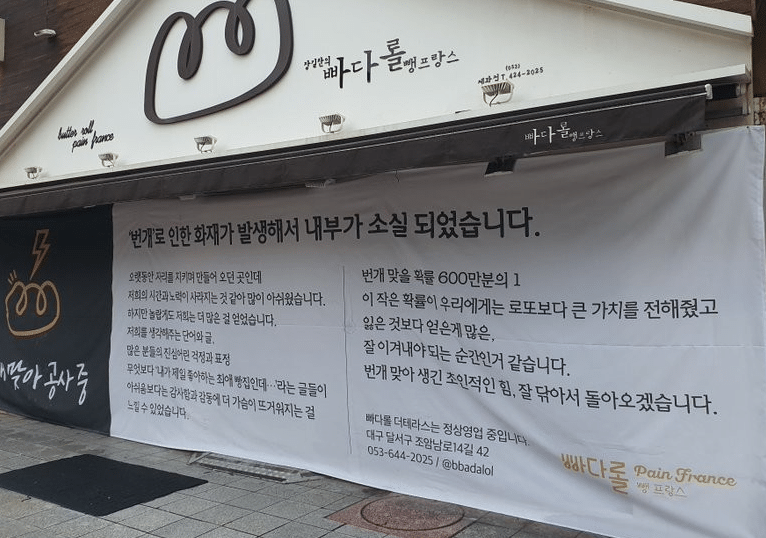 빠다롤 뺑프랑스
(053)
T. 424-2025
butter roll
pain france
빠다롤 뺑프랑스
맞아 공사 중
'번개'로 인한 화재가 발생해서 내부가 소실 되었습니다.
오랫동안 자리를 지키며 만들어 오던 곳인데
저희의 시간과 노력이 사라지는 것 같아 많이 아쉬웠습니다.
하지만 놀랍게도 저희는 더 많은 걸 얻었습니다.
저희를 생각해주는 단어와 글,
많은 분들의 진심어린 걱정과 표정
무엇보다 '내가 제일 좋아하는 최애 빵집인데…'라는 글들이
아쉬움보다는 감사함과 감동에 더 가슴이 뜨거워지는 걸
느낄 수 있었습니다.
번개 맞을 확률 600만분의 1
이 작은 확률이 우리에게는 로또보다 큰 가치를 전해줬고
잃은 것보다 얻은게 많은,
잘 이겨내야 되는 순간인거 같습니다.
번개 맞아 생긴 초인적인 힘, 잘 닦아서 돌아오겠습니다.
빠다롤 더테라스는 정상영업 중입니다.
대구 달서구 조암남로14길 42
053-644-2025 / @bbadalol
빠다롤 Pain France
뺑 프랑스